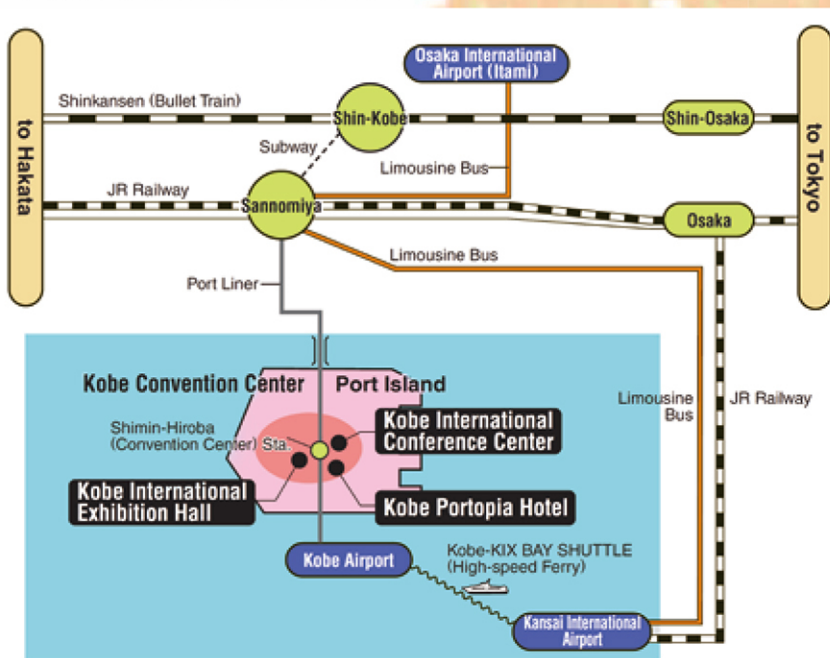 Osaka International
Airport (Itami)
Shinkansen (Bullet Train)
Shin-Kobe
Shin-Osaka
to Hakata
to Tokyo
Subway
Limousine Bus
JR Railway
Sannomiya
Osaka
Limousine Bus
Port Liner
Kobe Convention Center
Port Island
Limousine
Bus
JR Railway
Shimin-Hiroba
(Convention Center) Sta.
Kobe International
Conference Center
Kobe International
Exhibition Hall
Kobe Portopia Hotel
Kobe Airport
Kobe-KIX BAY SHUTTLE
(High-speed Ferry)
Kansai International
Airport